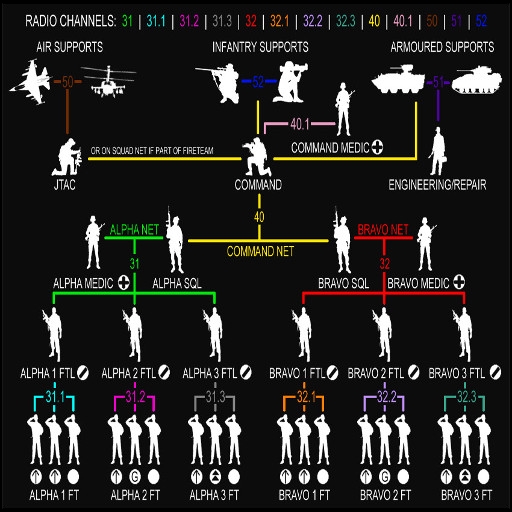 RADIO CHANNELS: 31 | 31.1 | 31.2 | 31.3 | 32 | 32.1 | 32.2 | 32.3 | 40 | 40.1 | 50 | 51 | 52
AIR SUPPORTS INFANTRY SUPPORTS ARMOURED SUPPORTS
50 52 51
40.1
OR ON SQUAD NET IF PART OF FIRETEAM COMMAND MEDIC
JTAC COMMAND ENGINEERING/REPAIR
40
ALPHA NET BRAVO NET
COMMAND NET
31 32
ALPHA MEDIC ALPHA SQL BRAVO SQL BRAVO MEDIC
ALPHA 1 FTL ALPHA 2 FTL ALPHA 3 FTL BRAVO 1 FTL BRAVO 2 FTL BRAVO 3 FTL
31.1 31.2 31.3 32.1 32.2 32.3
G G
ALPHA 1 FT ALPHA 2 FT ALPHA 3 FT BRAVO 1 FT BRAVO 2 FT BRAVO 3 FT